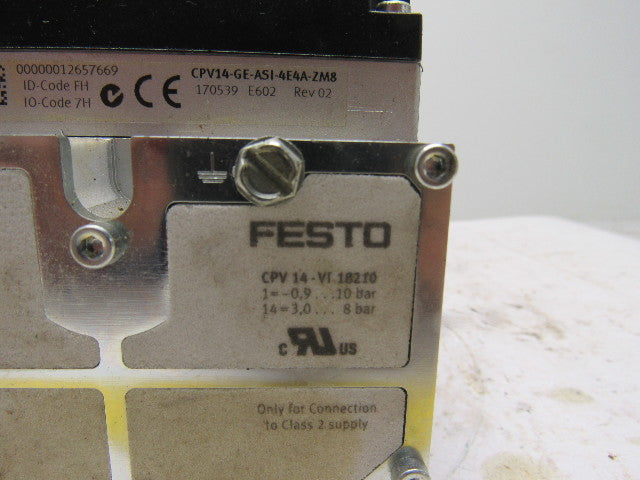 00000012657669 CPV14-GE-ASI-4E4A-ZM8
ID-Code FH 170539 E602 Rev 02
IO-Code 7H CE
FESTO
CPV 14-VI 18210
1=-0,9...10 bar
14=3,0... 8 bar
c RU US
Only for Connection
to Class 2 supply